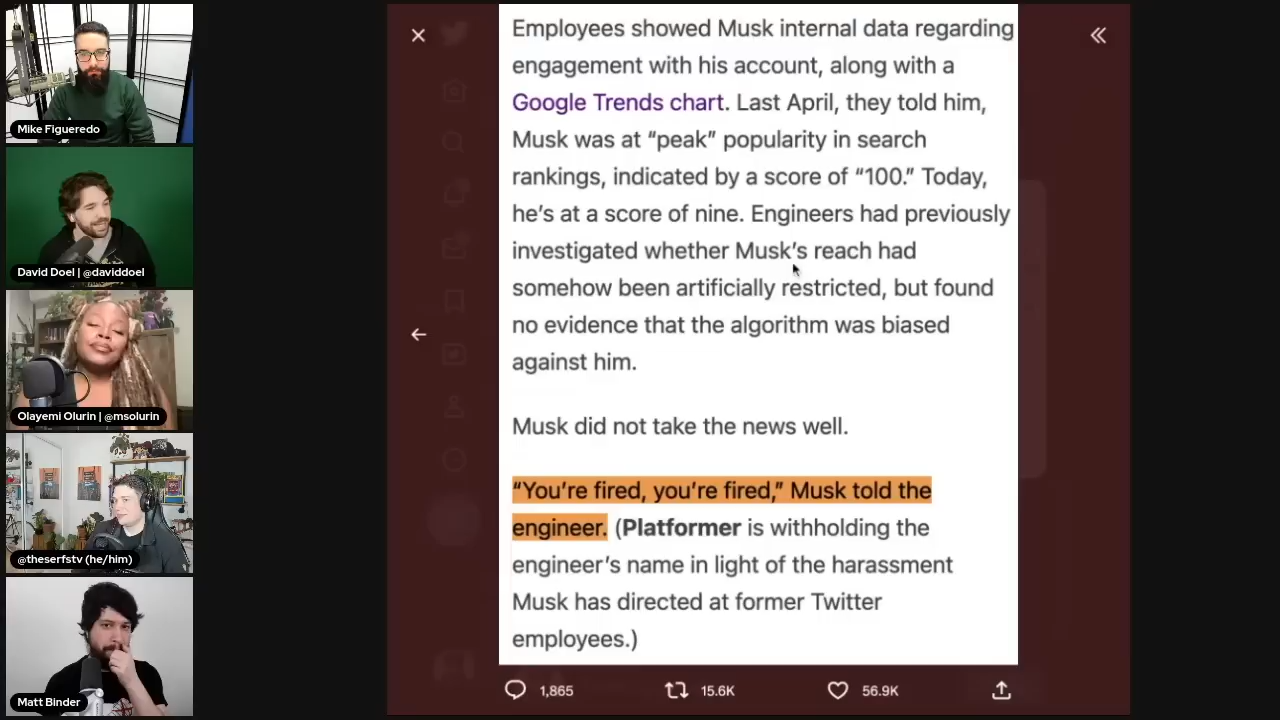 Mike Figueredo
David Doel | @daviddoel
Olayemi Olurin | @msolurin
@theserfstv (he/him)
Matt Binder
Employees showed Musk internal data regarding
engagement with his account, along with a
Google Trends chart. Last April, they told him,
Musk was at “peak” popularity in search
rankings, indicated by a score of “100.” Today,
he’s at a score of nine. Engineers had previously
investigated whether Musk’s reach had
somehow been artificially restricted, but found
no evidence that the algorithm was biased
against him.
Musk did not take the news well.
“You’re fired, you’re fired,” Musk told the
engineer. (Platformer is withholding the
engineer’s name in light of the harassment
Musk has directed at former Twitter
employees.)
1,865 15.6K 56.9K